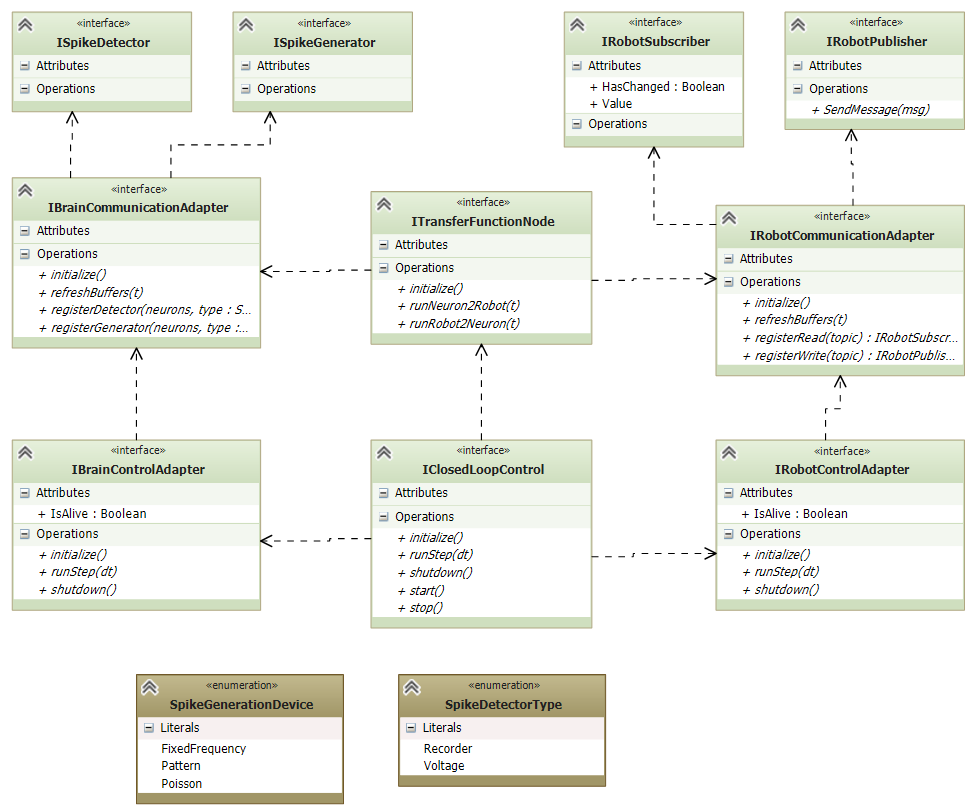 «interface»
ISpikeDetector
Attributes
Operations
«interface»
ISpikeGenerator
Attributes
Operations
«interface»
IRobotSubscriber
Attributes
+ HasChanged : Boolean
+ Value
Operations
«interface»
IRobotPublisher
Attributes
Operations
+ SendMessage(msg)
«interface»
IBrainCommunicationAdapter
Attributes
Operations
+ initialize()
+ refreshBuffers(t)
+ registerDetector(neurons, type : S...
+ registerGenerator(neurons, type :...
«interface»
ITransferFunctionNode
Attributes
Operations
+ initialize()
+ runNeuron2Robot(t)
+ runRobot2Neuron(t)
«interface»
IRobotCommunicationAdapter
Attributes
Operations
+ initialize()
+ refreshBuffers(t)
+ registerRead(topic) : IRobotSubscr...
+ registerWrite(topic) : IRobotPublis...
«interface»
IBrainControlAdapter
Attributes
+ IsAlive : Boolean
Operations
+ initialize()
+ runStep(dt)
+ shutdown()
«interface»
IClosedLoopControl
Attributes
Operations
+ initialize()
+ runStep(dt)
+ shutdown()
+ start()
+ stop()
«interface»
IRobotControlAdapter
Attributes
+ IsAlive : Boolean
Operations
+ initialize()
+ runStep(dt)
+ shutdown()
«enumeration»
SpikeGenerationDevice
Literals
FixedFrequency
Pattern
Poisson
«enumeration»
SpikeDetectorType
Literals
Recorder
Voltage